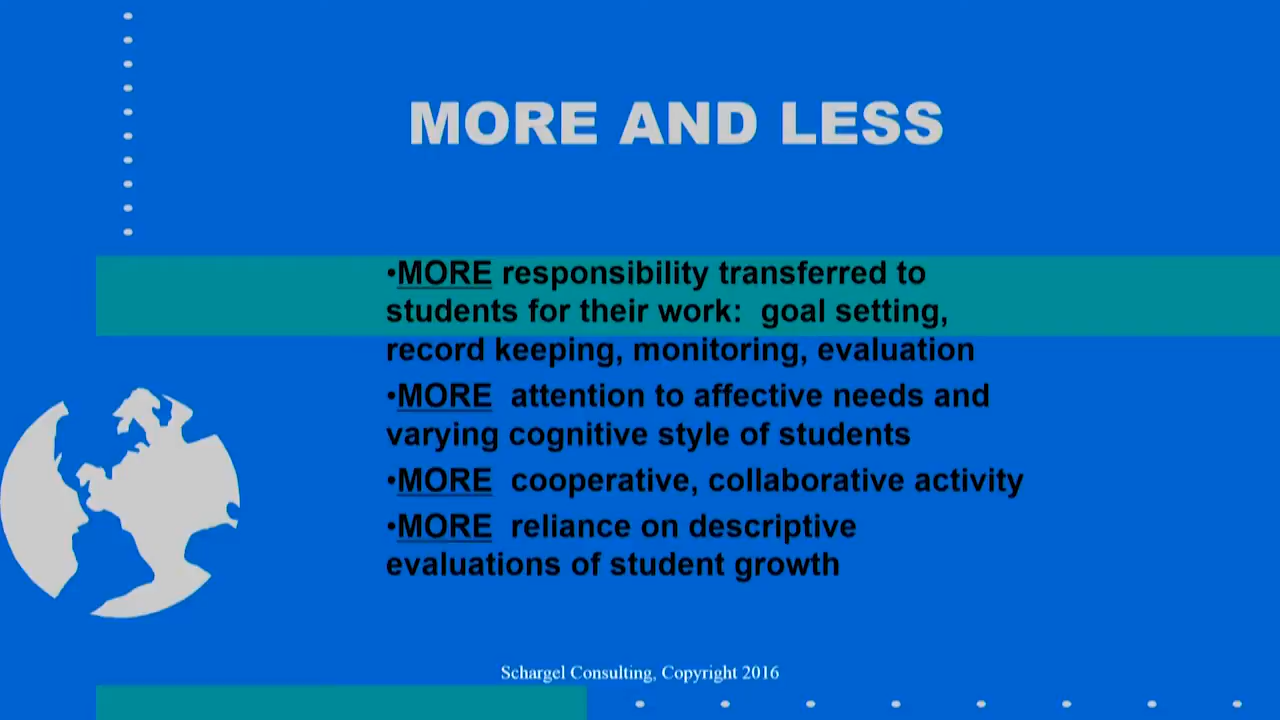 MORE AND LESS
•MORE responsibility transferred to
students for their work:  goal setting,
record keeping, monitoring, evaluation
•MORE  attention to affective needs and
varying cognitive style of students
•MORE  cooperative, collaborative activity
•MORE  reliance on descriptive
evaluations of student growth
Schargel Consulting, Copyright 2016